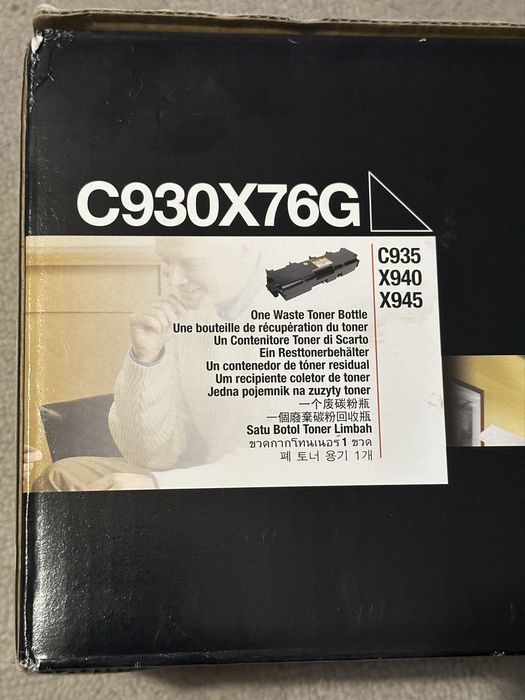 C930X76G
C935
X940
X945
One Waste Toner Bottle
Une bouteille de récupération du toner
Un Contenitore Toner di Scarto
Ein Resttonerbehälter
Un contenedor de tóner residual
Um recipiente coletor de toner
Jedna pojemnik na zuzyty toner
一个废碳粉瓶
一個廢棄碳粉回收瓶
Satu Botol Toner Limbah
ขวดกากโทนเนอร์ 1 ขวด
폐 토너 용기 1개